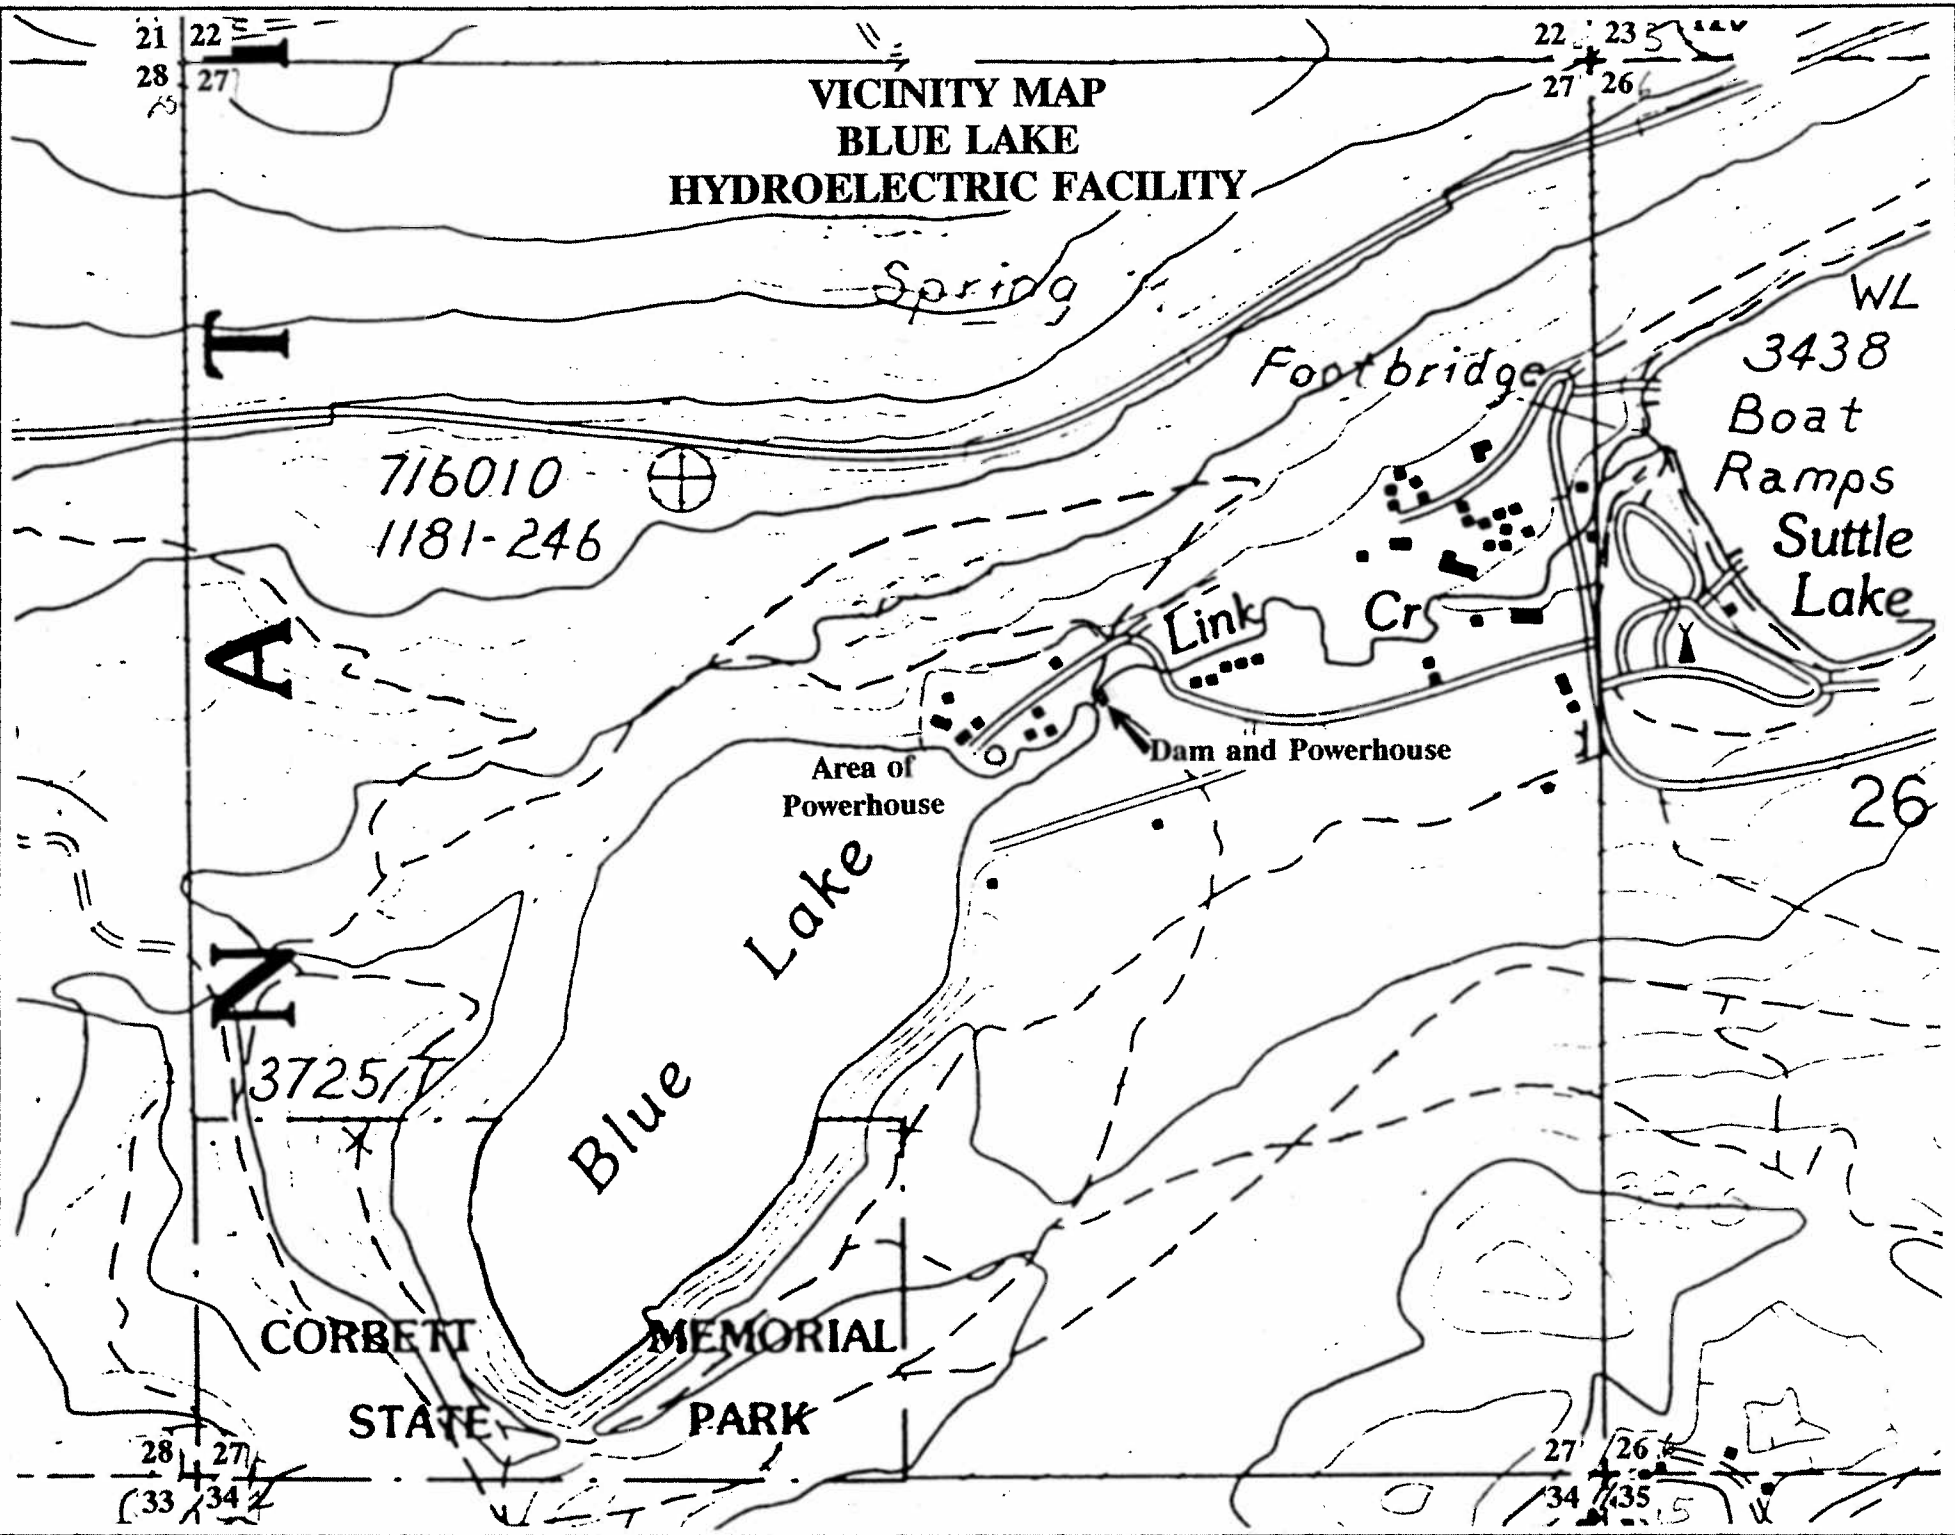 21 22
28 27
22 23
27 26
VICINITY MAP
BLUE LAKE
HYDROELECTRIC FACILITY
Spring
WL
3438
Footbridge
Boat
Ramps
Suttle
Lake
716010
1181-246
T
A
N
Link Cr
Dam and Powerhouse
Area of
Powerhouse
26
Blue Lake
3725
CORBETT MEMORIAL
STATE PARK
28 27
33 34
27 26
34 35